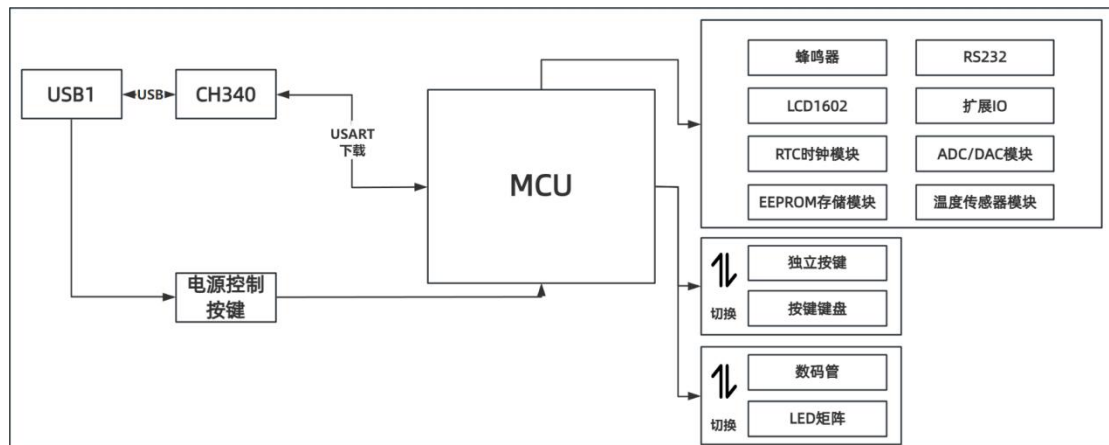 USB1
USB
CH340
USART
下载
MCU
电源控制
按键
蜂鸣器
RS232
LCD1602
扩展IO
RTC时钟模块
ADC/DAC模块
EEPROM存储模块
温度传感器模块
切换
独立按键
按键键盘
切换
数码管
LED矩阵